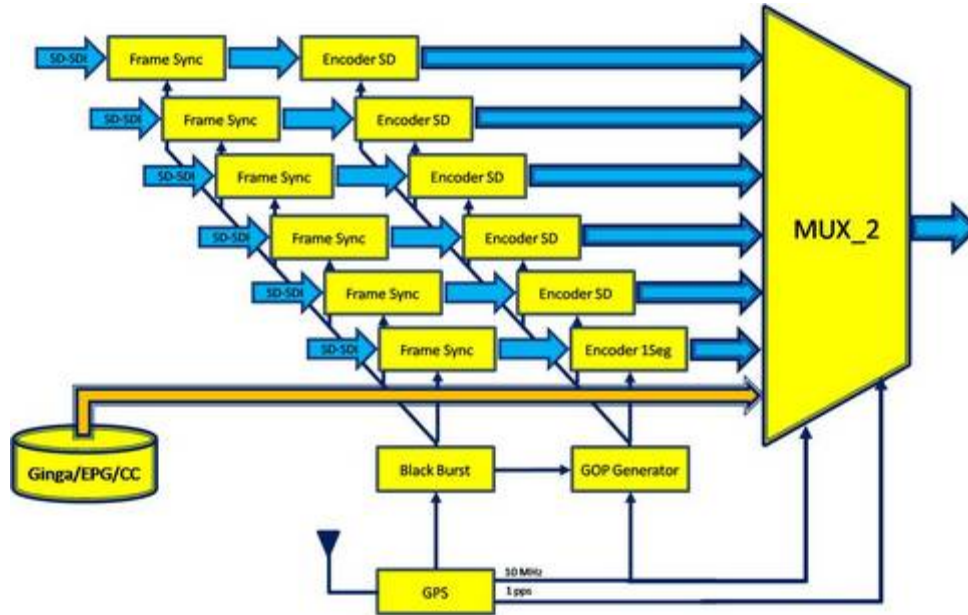 SD-SDI Frame Sync Encoder SD
SD-SDI Frame Sync Encoder SD
SD-SDI Frame Sync Encoder SD
SD-SDI Frame Sync Encoder SD
MUX_2
SD-SDI Frame Sync Encoder SD
SD-SDI Frame Sync Encoder 1Seg
Ginga/EPG/CC
Black Burst GOP Generator
10 MHz
GPS
1 pps